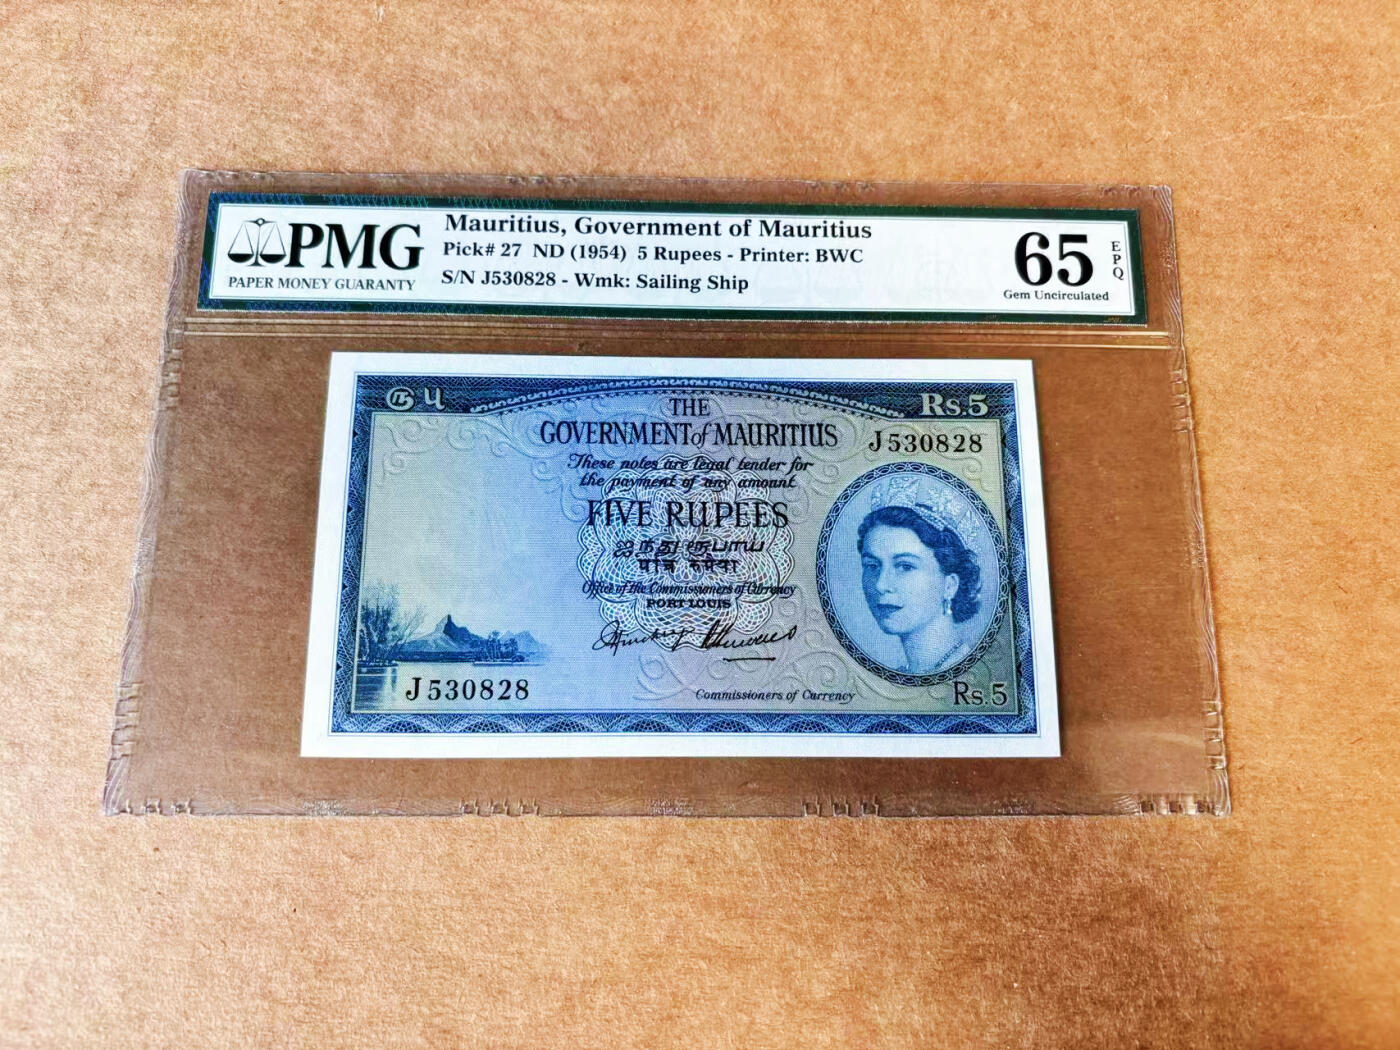 PMG
PAPER MONEY GUARANTY
Mauritius, Government of Mauritius
Pick# 27 ND (1954) 5 Rupees - Printer: BWC
S/N J530828 - Wmk: Sailing Ship
65
EPQ
Gem Uncirculated
௫ ५
Rs.5
THE
GOVERNMENT of MAURITIUS
J530828
These notes are legal tender for
the payment of any amount
FIVE RUPEES
ஐந்து ரூபாய்
Office of the Commissioners of Currency
PORT LOUIS
J530828
Commissioners of Currency
Rs.5